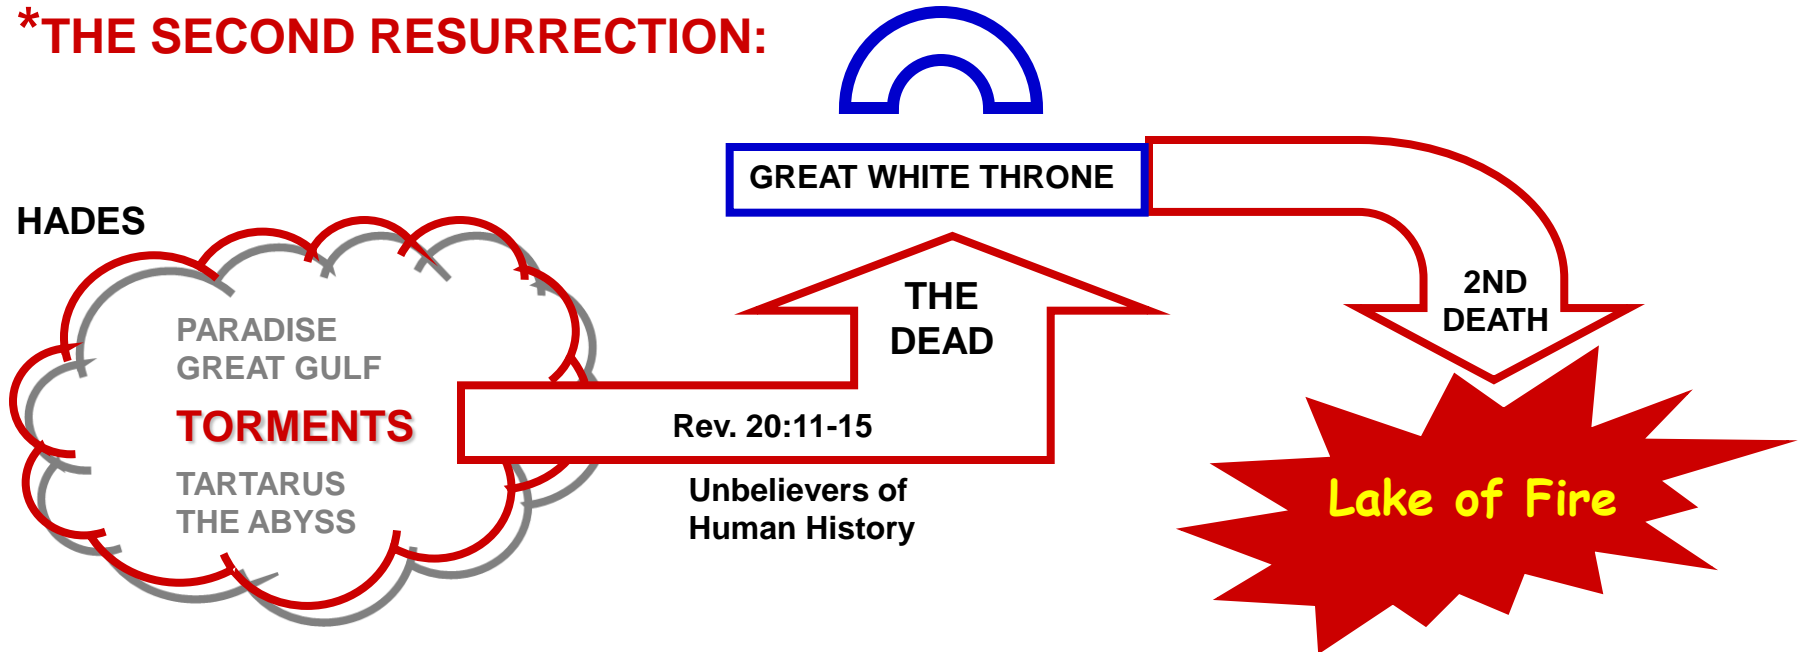 *THE SECOND RESURRECTION:
GREAT WHITE THRONE
HADES
PARADISE
GREAT GULF
TORMENTS
TARTARUS
THE ABYSS
THE
DEAD
Rev. 20:11-15
Unbelievers of
Human History
2ND
DEATH
Lake of Fire